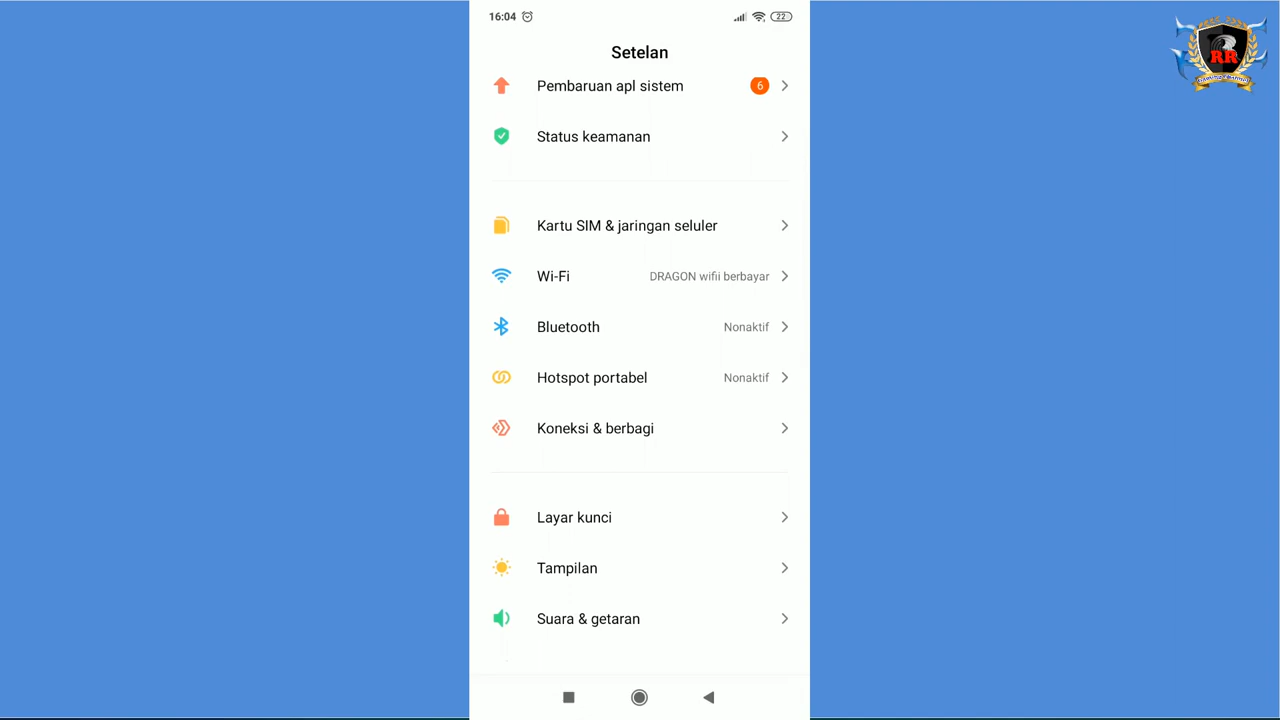 16:04
22
Setelan
Pembaruan apl sistem 6
Status keamanan
Kartu SIM & jaringan seluler
Wi-Fi DRAGON wifii berbayar
Bluetooth Nonaktif
Hotspot portabel Nonaktif
Koneksi & berbagi
Layar kunci
Tampilan
Suara & getaran
RR